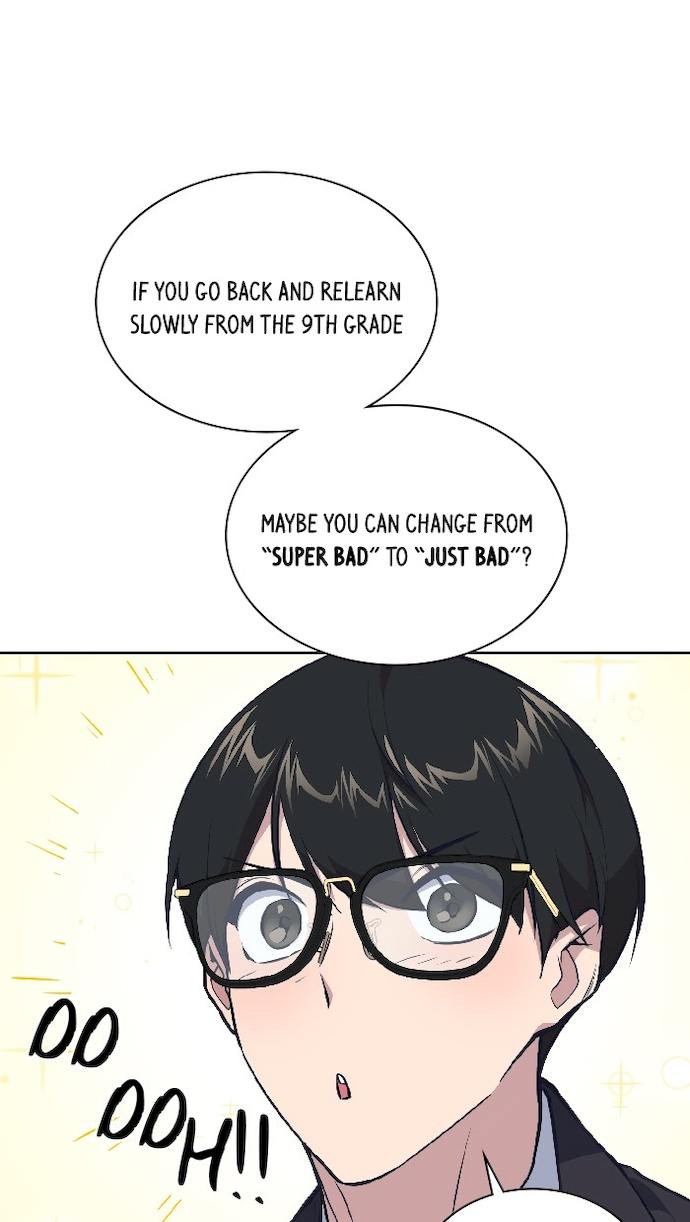 IF YOU GO BACK AND RELEARN
SLOWLY FROM THE 9TH GRADE
MAYBE YOU CAN CHANGE FROM
“SUPER BAD” TO “JUST BAD”?
OO
OOH!!